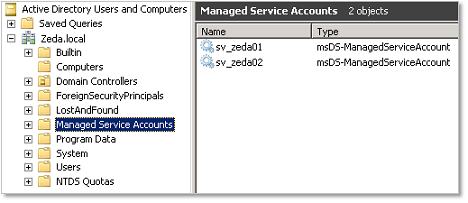 Active Directory Users and Computers
Saved Queries
Zeda.local
Builtin
Computers
Domain Controllers
ForeignSecurityPrincipals
LostAndFound
Managed Service Accounts
Program Data
System
Users
NTDS Quotas
Managed Service Accounts 2 objects
Name Type
sv_zeda01 msDS-ManagedServiceAccount
sv_zeda02 msDS-ManagedServiceAccount